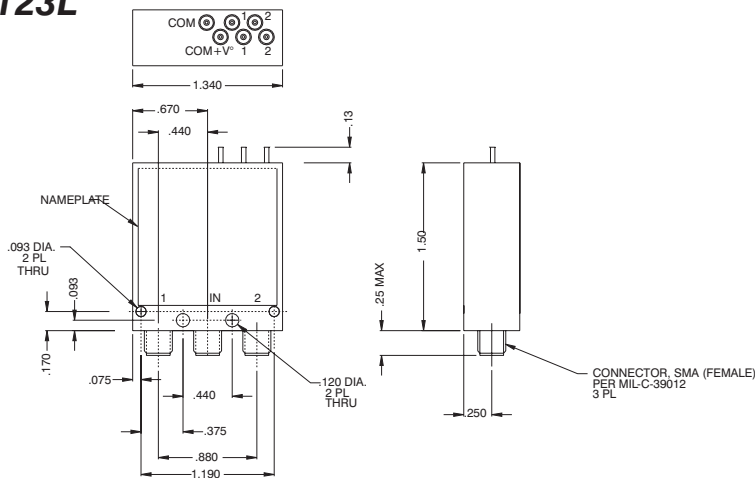 123L
COM 1 2
COM+V° 1 2
1.340
.670
.440
.13
NAMEPLATE
.093 DIA.
2 PL
THRU
.093
.170
1 IN 2
.075
.440
.120 DIA.
2 PL
THRU
.375
.880
1.190
1.50
.25 MAX
CONNECTOR, SMA (FEMALE)
PER MIL-C-39012
3 PL
.250